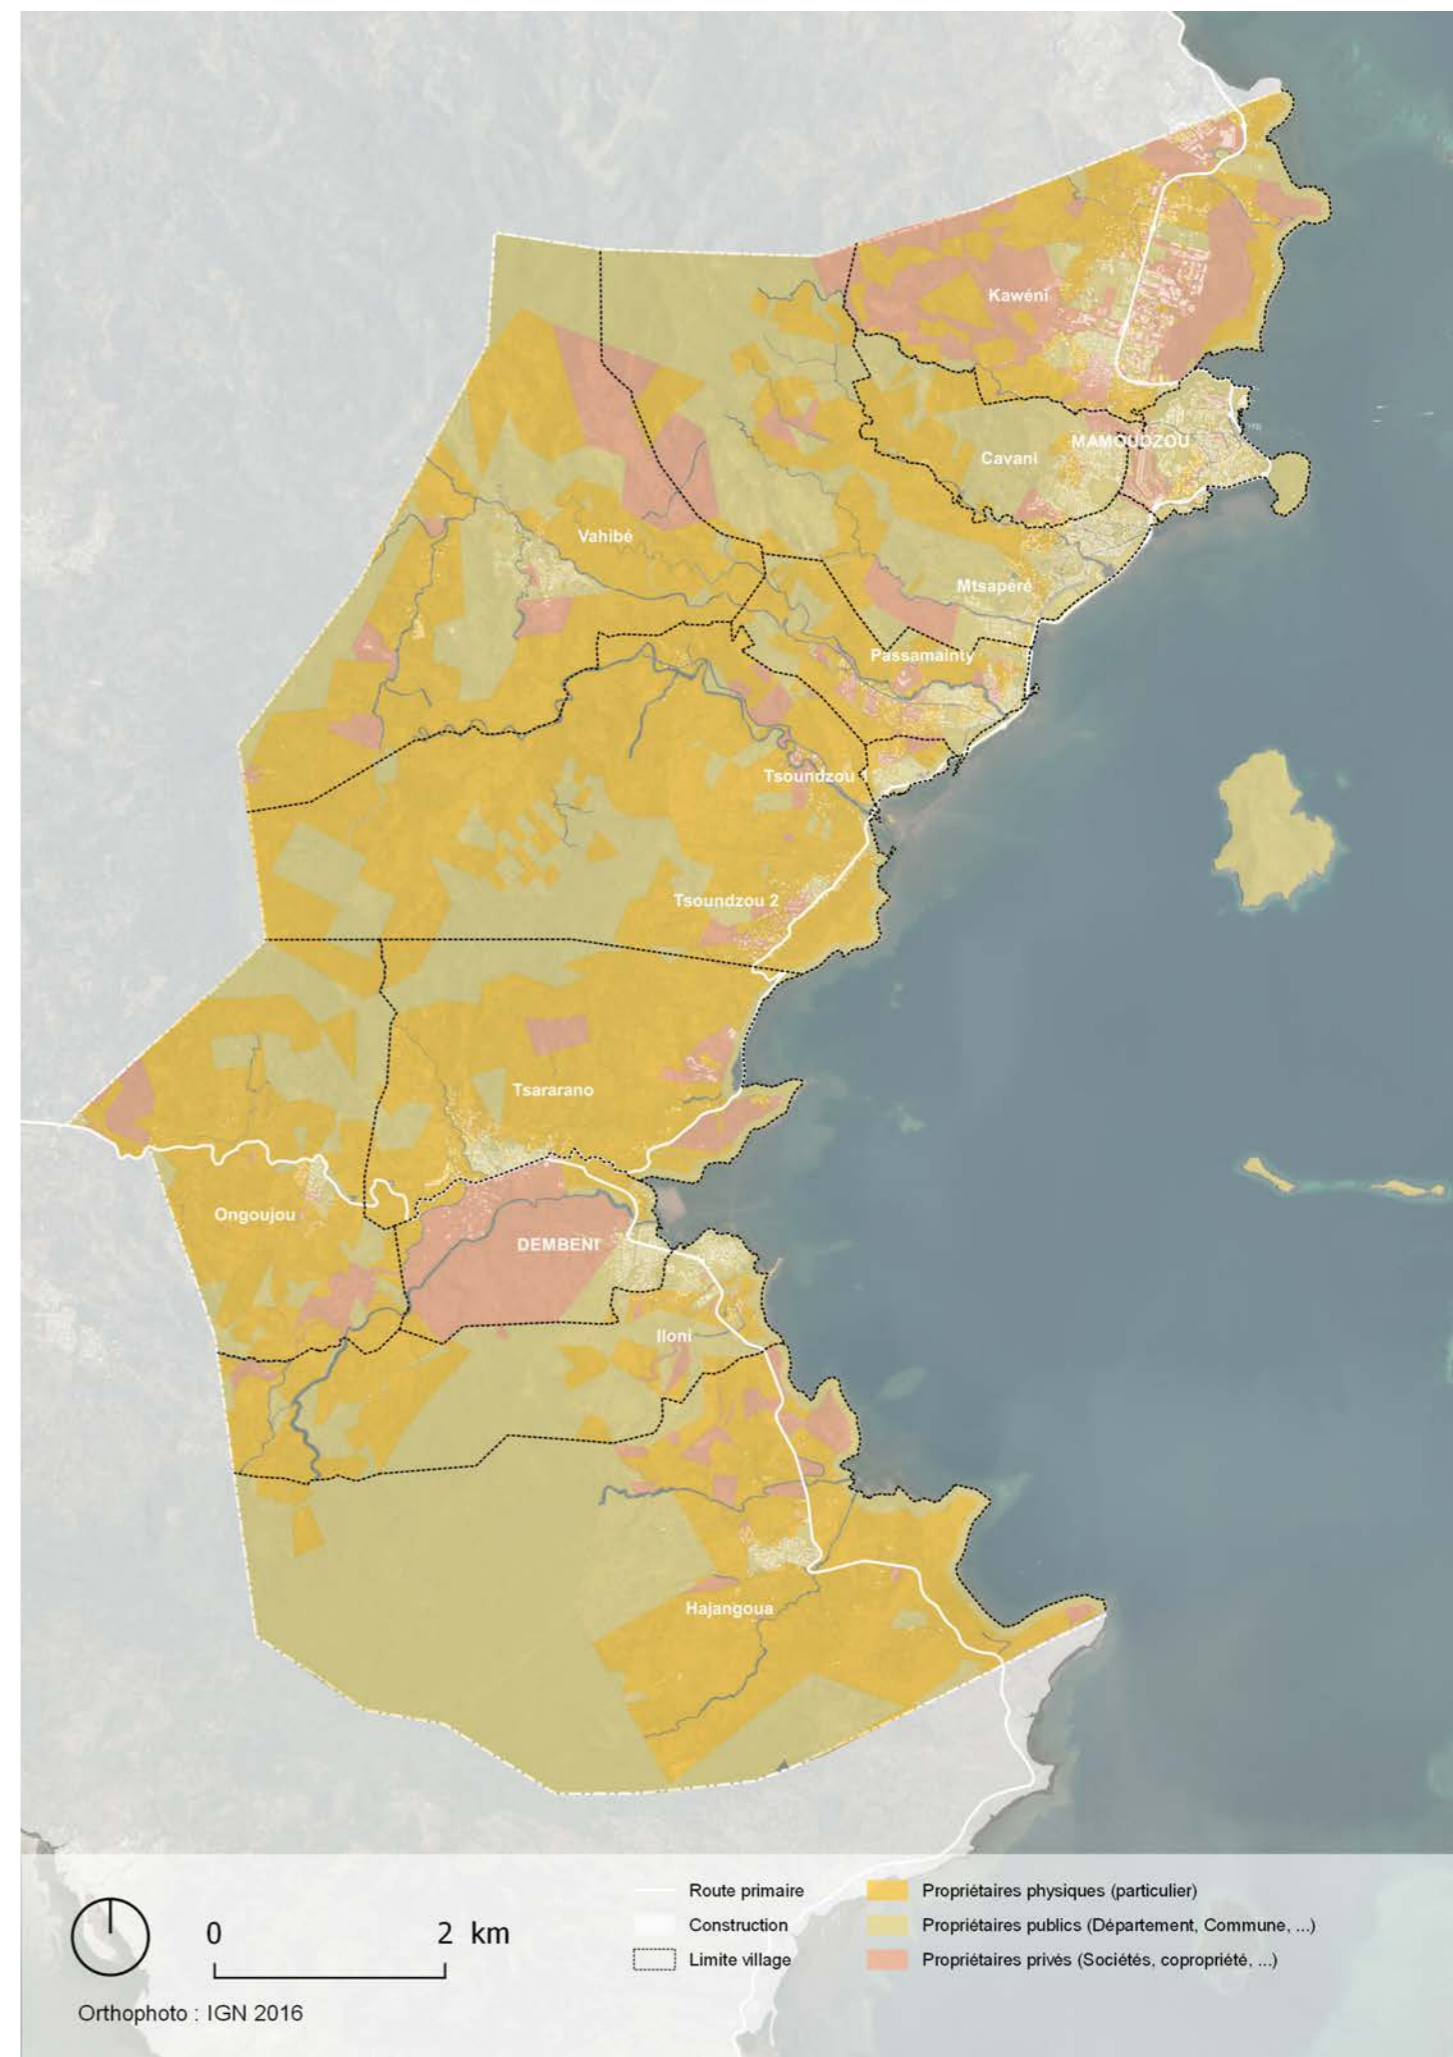 Kawéni
MAMOUDZOU
Cavani
Vahibé
Mtsapéré
Passamainty
Tsoundzou 1
Tsoundzou 2
Tsararano
Ongoujou
DEMBENI
Iloni
Hajangoua
0 2 km
Orthophoto : IGN 2016
Route primaire
Construction
Limite village
Propriétaires physiques (particulier)
Propriétaires publics (Département, Commune, ...)
Propriétaires privés (Sociétés, copropriété, ...)